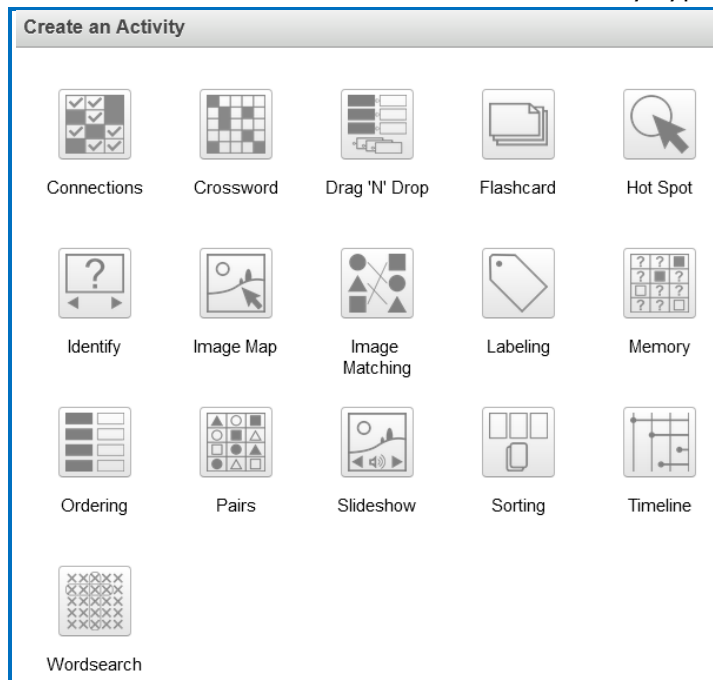 Create an Activity
Connections
Crossword
Drag 'N' Drop
Flashcard
Hot Spot
Identify
Image Map
Image
Matching
Labeling
Memory
Ordering
Pairs
Slideshow
Sorting
Timeline
Wordsearch